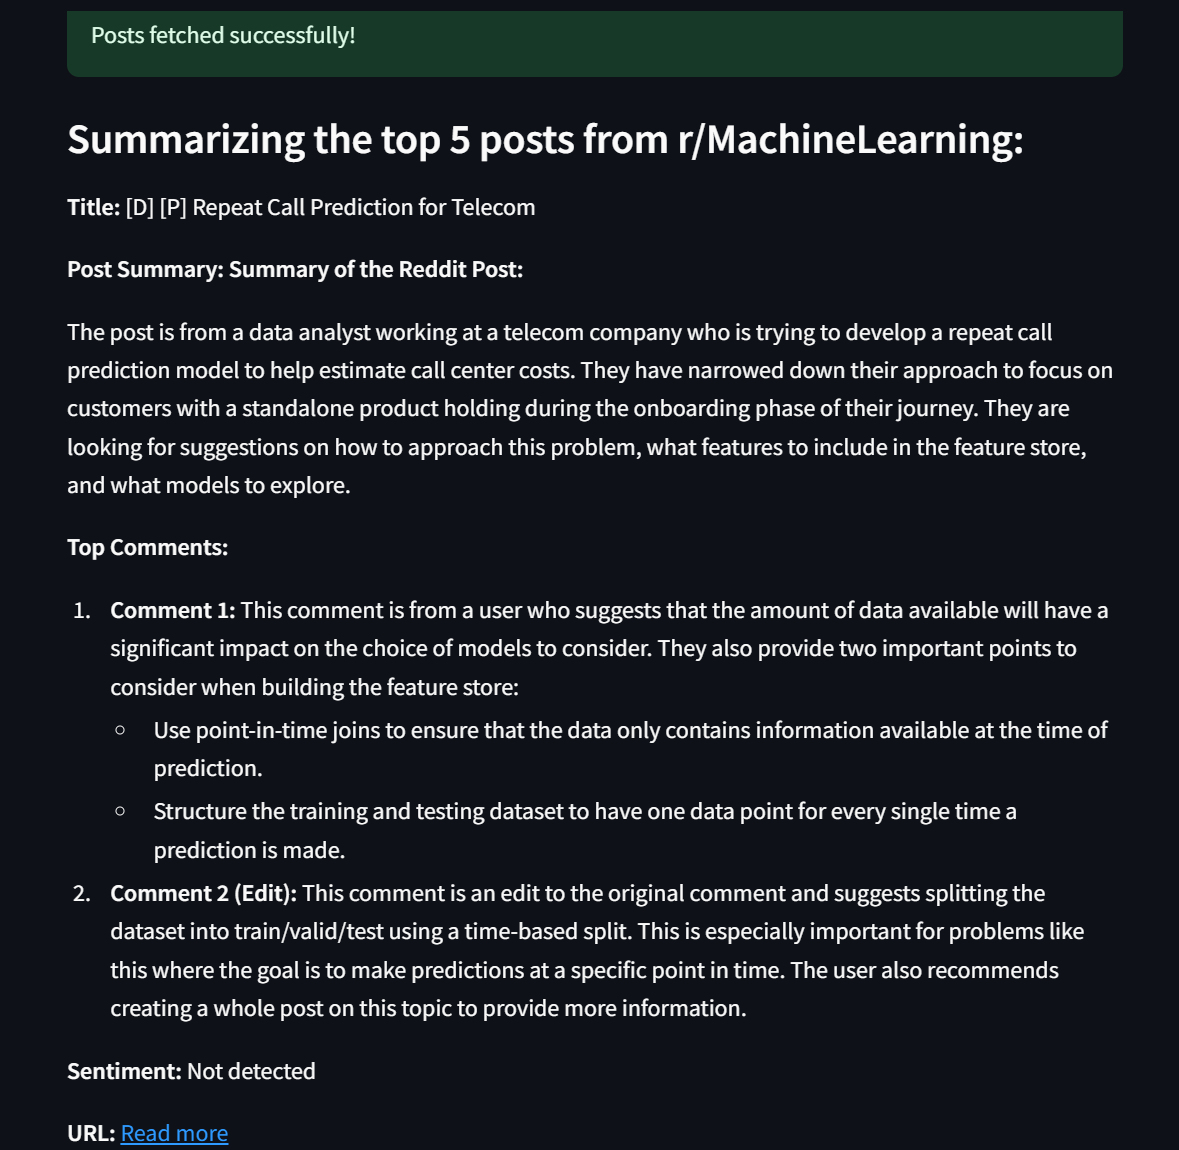 Posts fetched successfully!
Summarizing the top 5 posts from r/MachineLearning:
Title: [D] [P] Repeat Call Prediction for Telecom
Post Summary: Summary of the Reddit Post:
The post is from a data analyst working at a telecom company who is trying to develop a repeat call
prediction model to help estimate call center costs. They have narrowed down their approach to focus on
customers with a standalone product holding during the onboarding phase of their journey. They are
looking for suggestions on how to approach this problem, what features to include in the feature store,
and what models to explore.
Top Comments:
1. Comment 1: This comment is from a user who suggests that the amount of data available will have a
significant impact on the choice of models to consider. They also provide two important points to
consider when building the feature store:
○ Use point-in-time joins to ensure that the data only contains information available at the time of
prediction.
○ Structure the training and testing dataset to have one data point for every single time a
prediction is made.
2. Comment 2 (Edit): This comment is an edit to the original comment and suggests splitting the
dataset into train/valid/test using a time-based split. This is especially important for problems like
this where the goal is to make predictions at a specific point in time. The user also recommends
creating a whole post on this topic to provide more information.
Sentiment: Not detected
URL: Read more